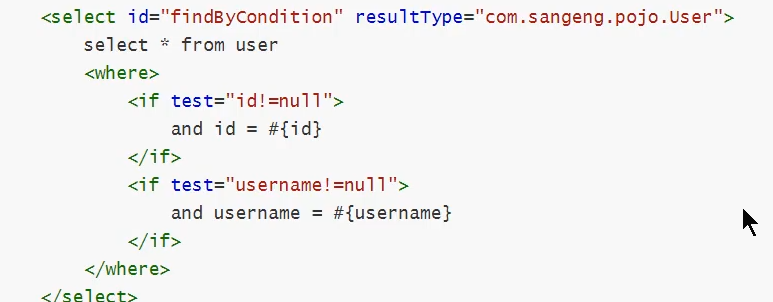 <select id="findByCondition" resultType="com.sangeng.pojo.User">
select * from user
<where>
<if test="id!=null">
and id = #{id}
</if>
<if test="username!=null">
and username = #{username}
</if>
</where>
</select>